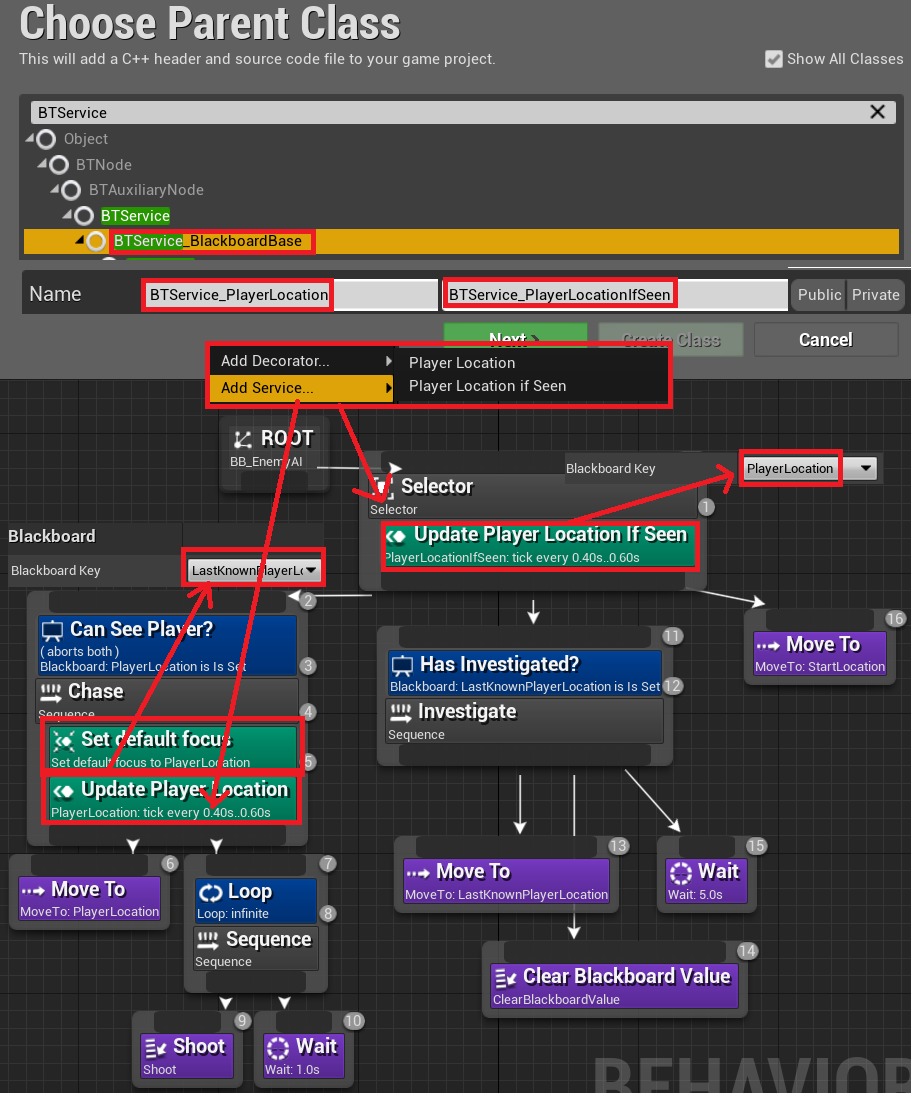 Choose Parent Class
This will add a C++ header and source code file to your game project.
Show All Classes
BTService
Object
BTNode
BTAuxiliaryNode
BTService
BTService_BlackboardBase
Name
BTService_PlayerLocation
BTService_PlayerLocationIfSeen
Public
Private
Next
Create Class
Cancel
Add Decorator...
Add Service...
Player Location
Player Location if Seen
ROOT
BB_EnemyAI
Blackboard Key
PlayerLocation
Selector
Selector
1
Update Player Location If Seen
PlayerLocationIfSeen: tick every 0.40s..0.60s
Blackboard
Blackboard Key
2
Can See Player?
( aborts both )
Blackboard: PlayerLocation is Is Set
3
Chase
Sequence
4
Set default focus
Set default focus to PlayerLocation
5
Update Player Location
PlayerLocation: tick every 0.40s..0.60s
11
Has Investigated?
Blackboard: LastKnownPlayerLocation is Is Set
12
Investigate
Sequence
16
Move To
MoveTo: StartLocation
6
Move To
MoveTo: PlayerLocation
7
Loop
Loop: infinite
8
Sequence
Sequence
13
Move To
MoveTo: LastKnownPlayerLocation
15
Wait
Wait: 5.0s
14
Clear Blackboard Value
ClearBlackboardValue
9
Shoot
Shoot
10
Wait
Wait: 1.0s